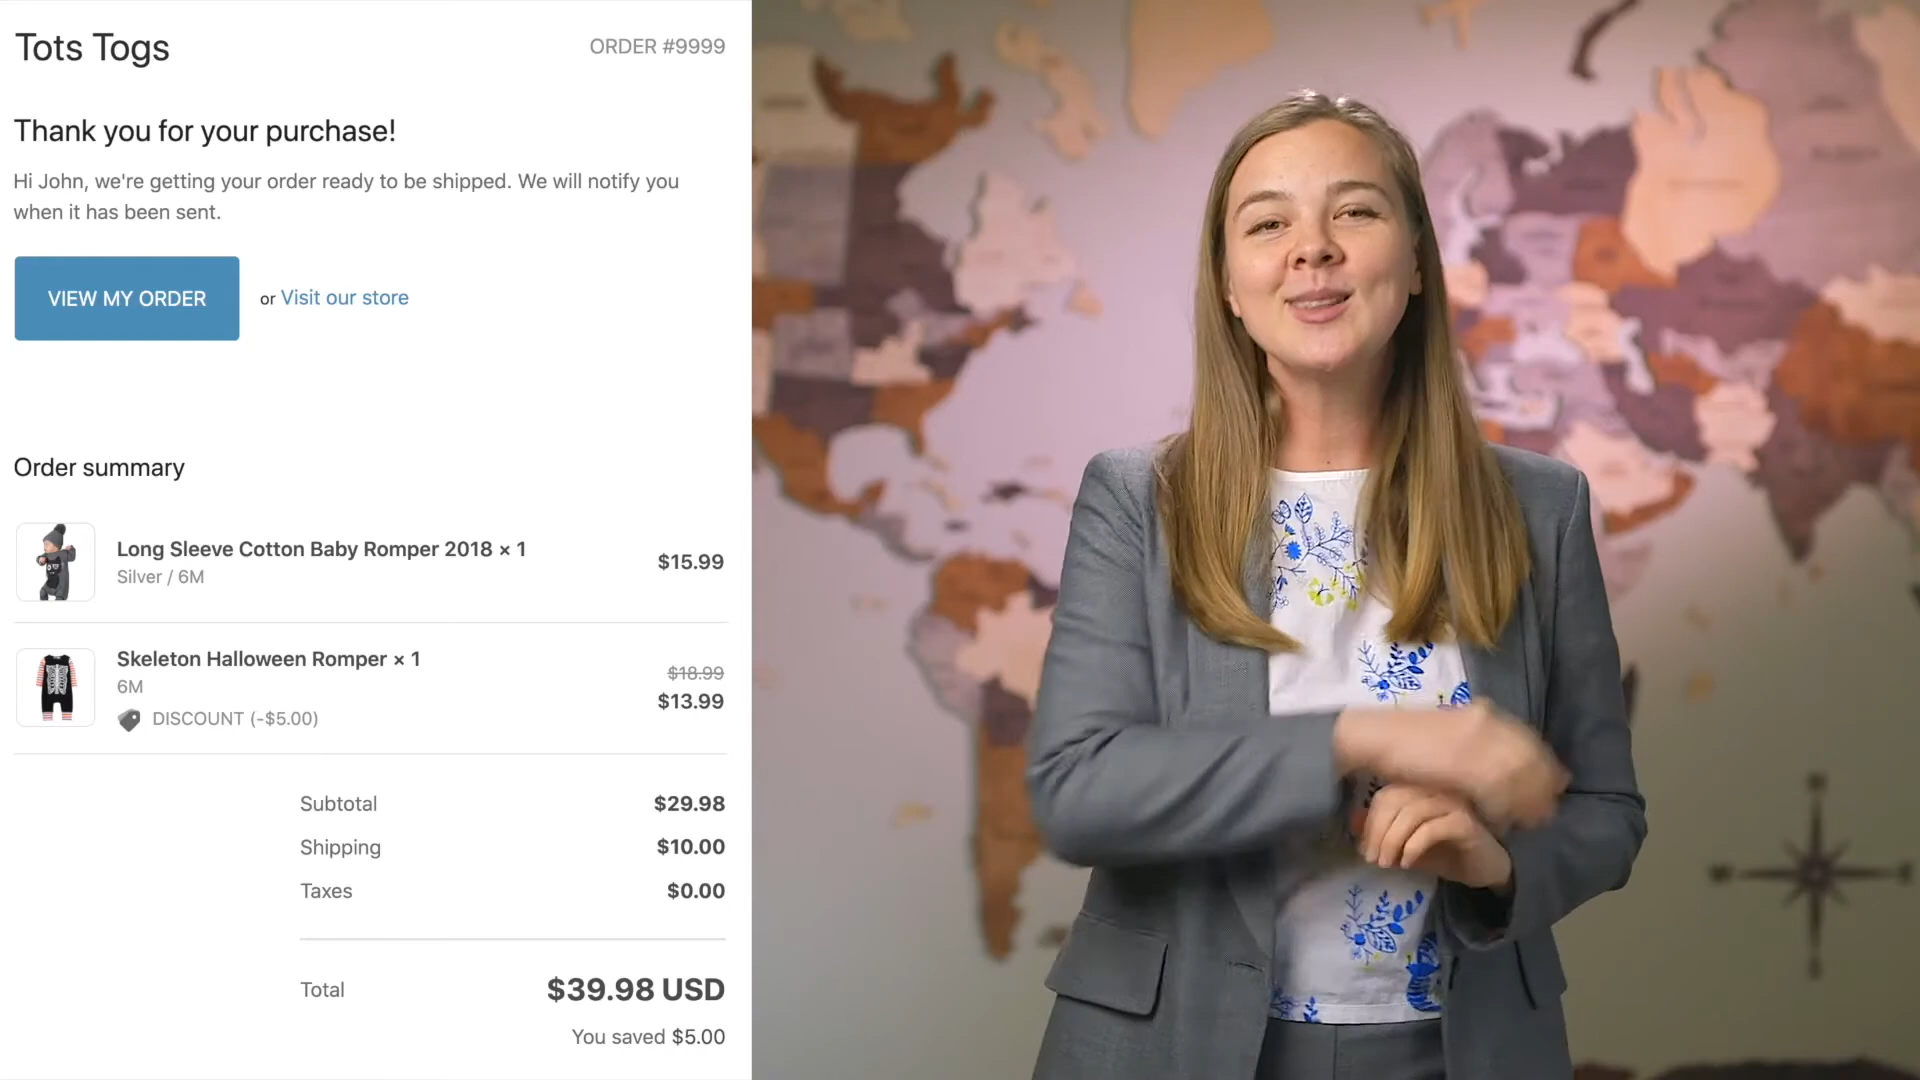 Tots Togs
ORDER #9999
Thank you for your purchase!
Hi John, we're getting your order ready to be shipped. We will notify you
when it has been sent.
VIEW MY ORDER or Visit our store
Order summary
Long Sleeve Cotton Baby Romper 2018 × 1
Silver / 6M
$15.99
Skeleton Halloween Romper × 1
6M
DISCOUNT (-$5.00)
$18.99
$13.99
Subtotal $29.98
Shipping $10.00
Taxes $0.00
Total $39.98 USD
You saved $5.00